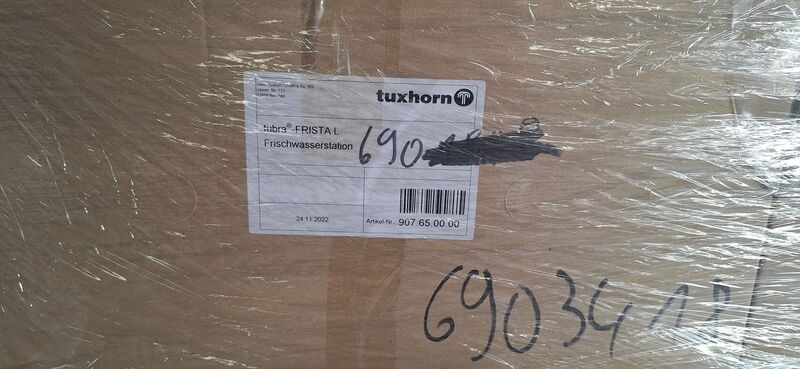 tuxhorn
tubra®-FRISTA L
Frischwasserstation
690
24.11.2022
Artikel-Nr. 907.65.00.00
69034